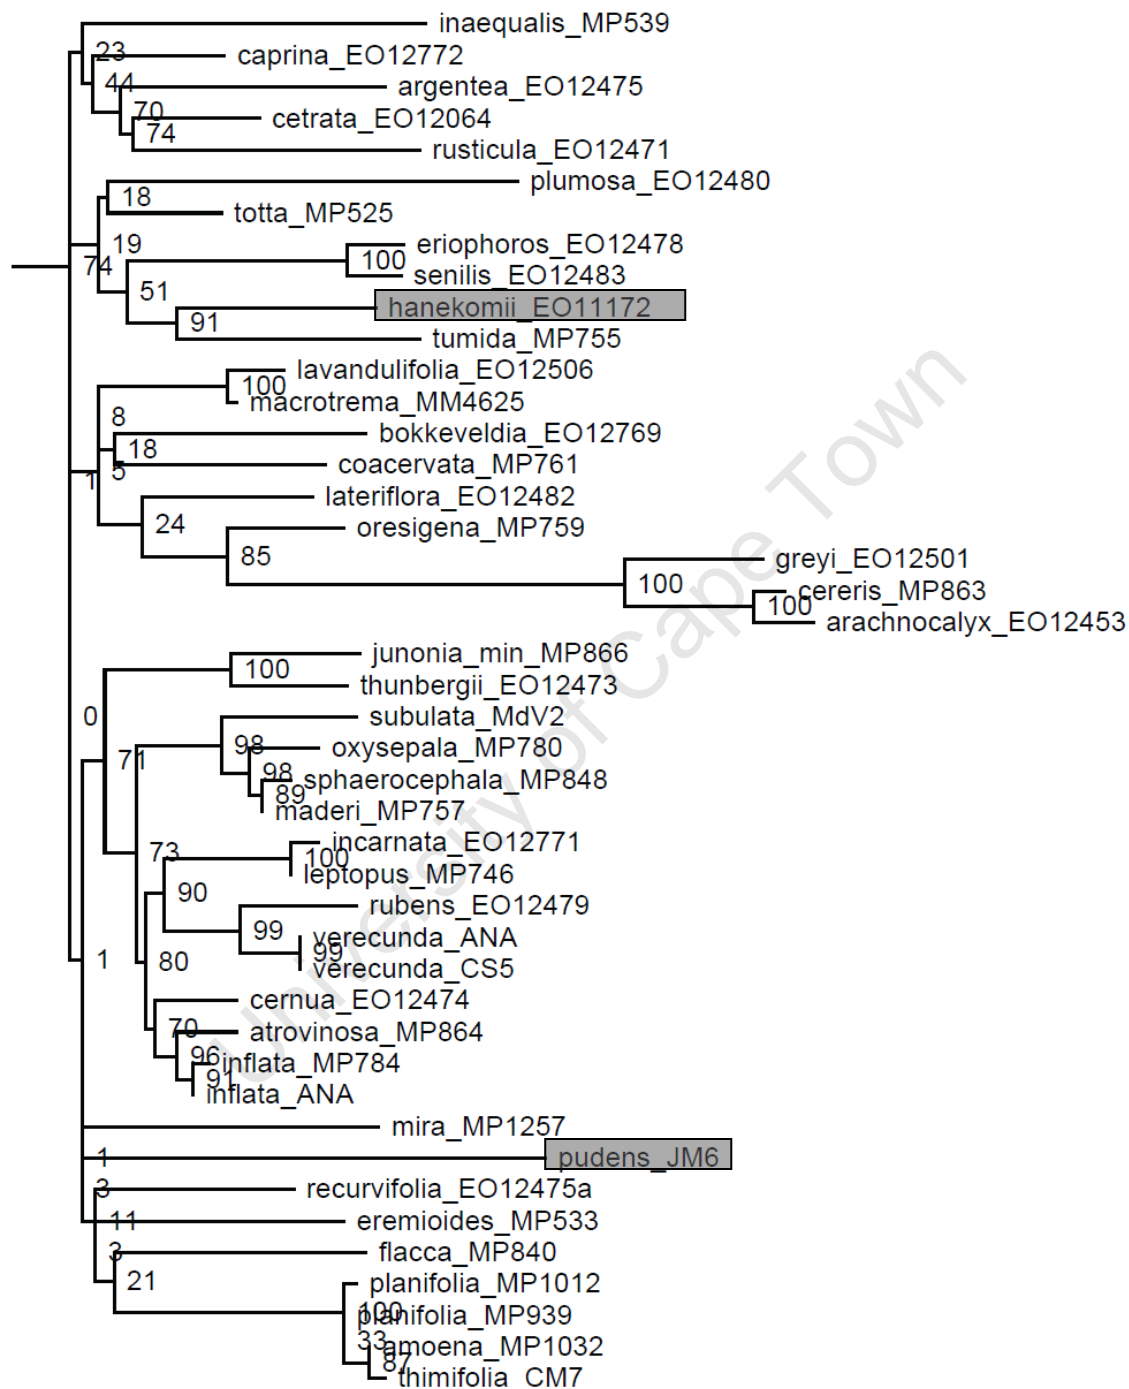 inaequalis_MP539
23
caprina_EO12772
44
argentea_EO12475
70
cetrata_EO12064
74
rusticula_EO12471
plumosa_EO12480
18
totta_MP525
19
eriophoros_EO12478
74
100
senilis_EO12483
51
hanekomii_EO11172
91
tumida_MP755
lavandulifolia_EO12506
100
macrotrema_MM4625
8
bokkeveldia_EO12769
18
coacervata_MP761
5
1
lateriflora_EO12482
24
oresigena_MP759
85
greyi_EO12501
100
cereris_MP863
100
arachnocalyx_EO12453
junonia_min_MP866
100
thunbergii_EO12473
0
subulata_MdV2
98
oxysepala_MP780
71
98
sphaerocephala_MP848
89
maderi_MP757
incarnata_EO12771
73
100
leptopus_MP746
90
rubens_EO12479
99
verecunda_ANA
99
verecunda_CS5
1
80
cernua_EO12474
70
atrovinosa_MP864
96
inflata_MP784
91
inflata_ANA
mira_MP1257
1
pudens_JM6
3
recurvifolia_EO12475a
11
eremioides_MP533
3
flacca_MP840
21
planifolia_MP1012
100
planifolia_MP939
33
amoena_MP1032
87
thimifolia_CM7
University of Cape Town